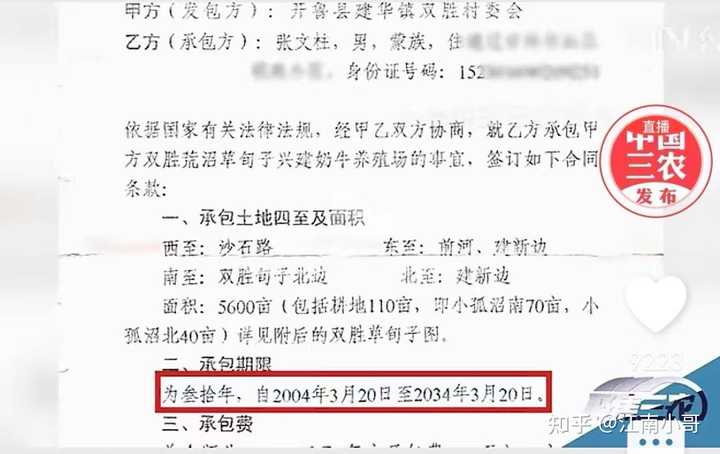 甲方(发包方):开鲁县建华镇双胜村委会
乙方(承包方):张文柱,男,蒙族,住
身份证号码:15
依据国家有关法律法规,经甲乙双方协商,就乙方承包甲
方双胜荒沼草甸子兴建奶牛养殖场的事宜,签订如下合同
条款:
一、承包土地四至及面积
西至:沙石路 东至:前河、建新边
南至:双胜甸子北边 北至:建新边
面积:5600亩(包括耕地110亩,即小孤沼南70亩,小
孤沼北40亩)详见附后的双胜草甸子图。
二、承包期限
为叁拾年,自2004年3月20日至2034年3月20日。
三、承包费
直播
中国
三农
发布
9223
知乎 @江南小哥